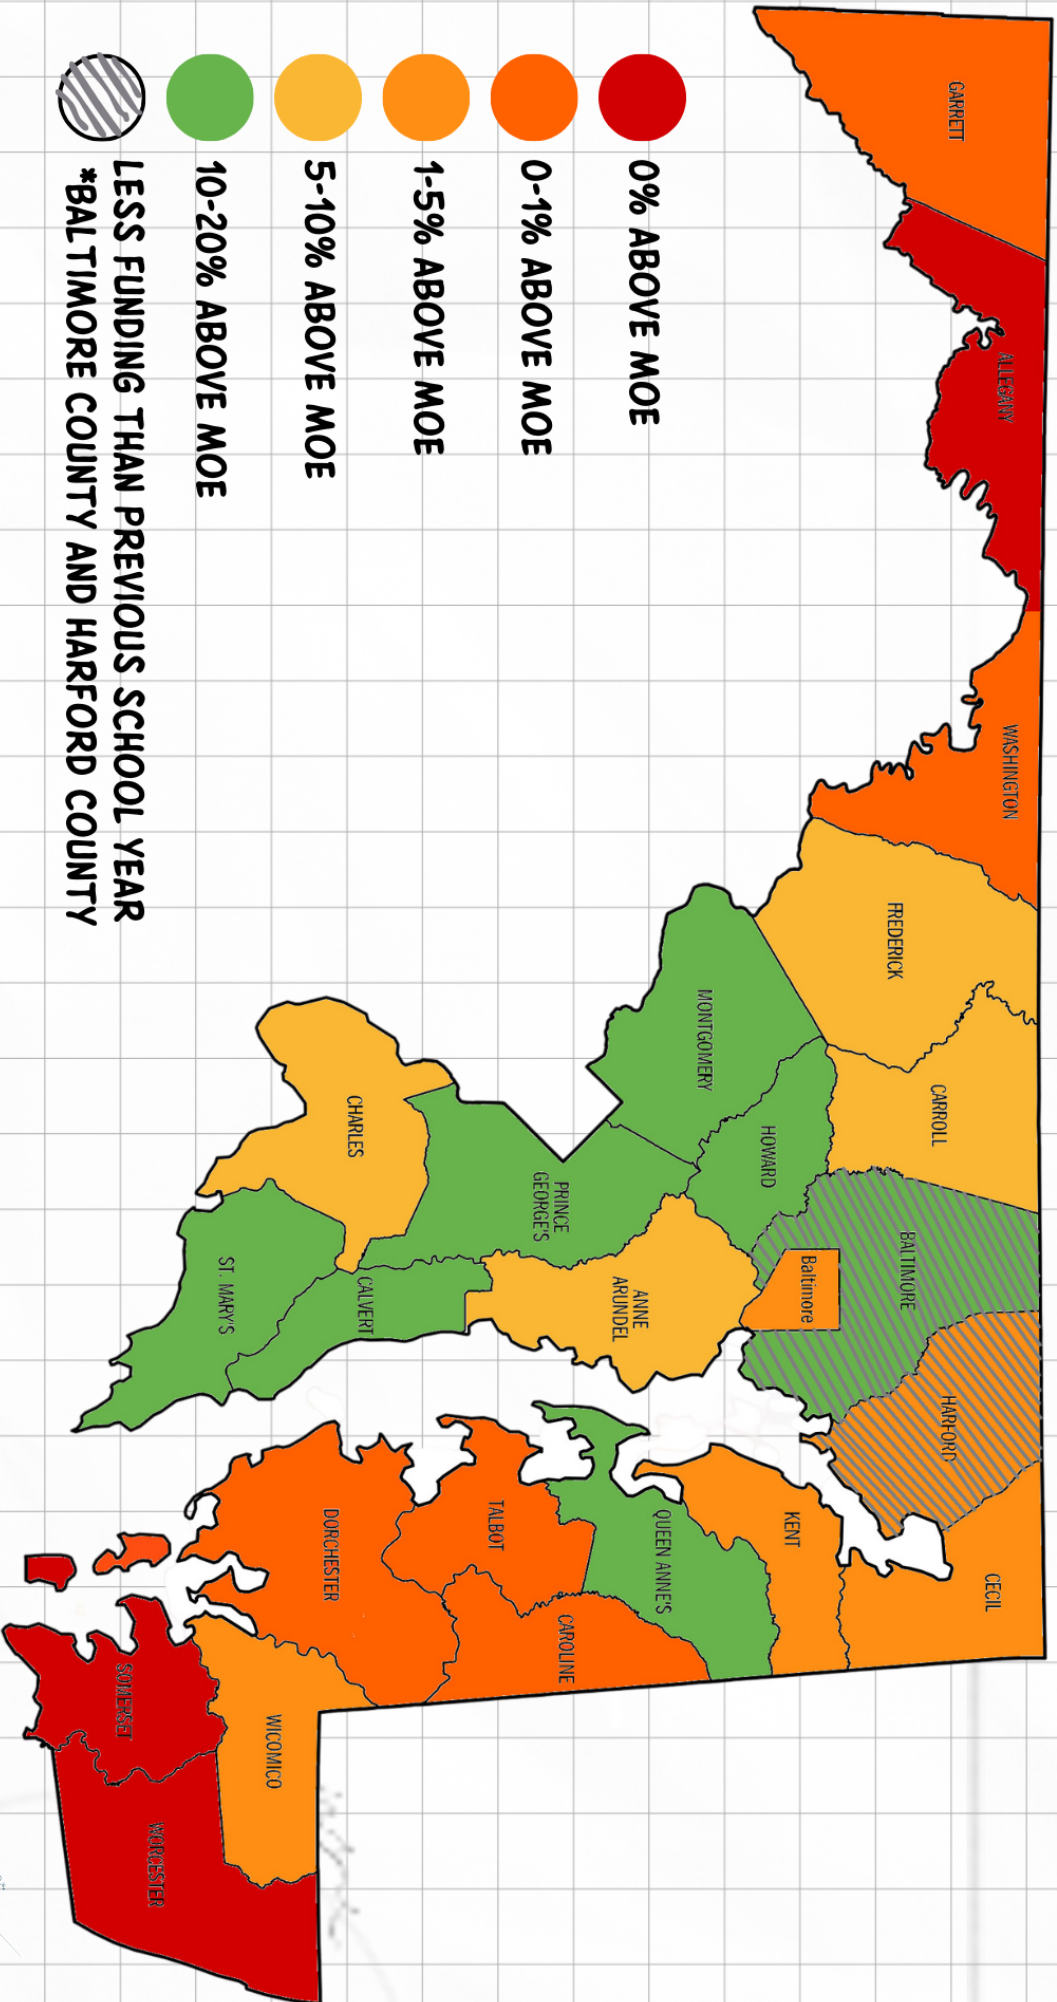 GARRETT
ALLEGANY
WASHINGTON
FREDERICK
CARROLL
BALTIMORE
HARFORD
CECIL
MONTGOMERY
HOWARD
Baltimore
KENT
PRINCE
GEORGE'S
ANNE
ARUNDEL
QUEEN ANNE'S
CHARLES
CALVERT
ST. MARY'S
TALBOT
CAROLINE
DORCHESTER
WICOMICO
SOMERSET
WORCESTER
0% ABOVE MOE
0-1% ABOVE MOE
1-5% ABOVE MOE
5-10% ABOVE MOE
10-20% ABOVE MOE
LESS FUNDING THAN PREVIOUS SCHOOL YEAR
*BALTIMORE COUNTY AND HARFORD COUNTY